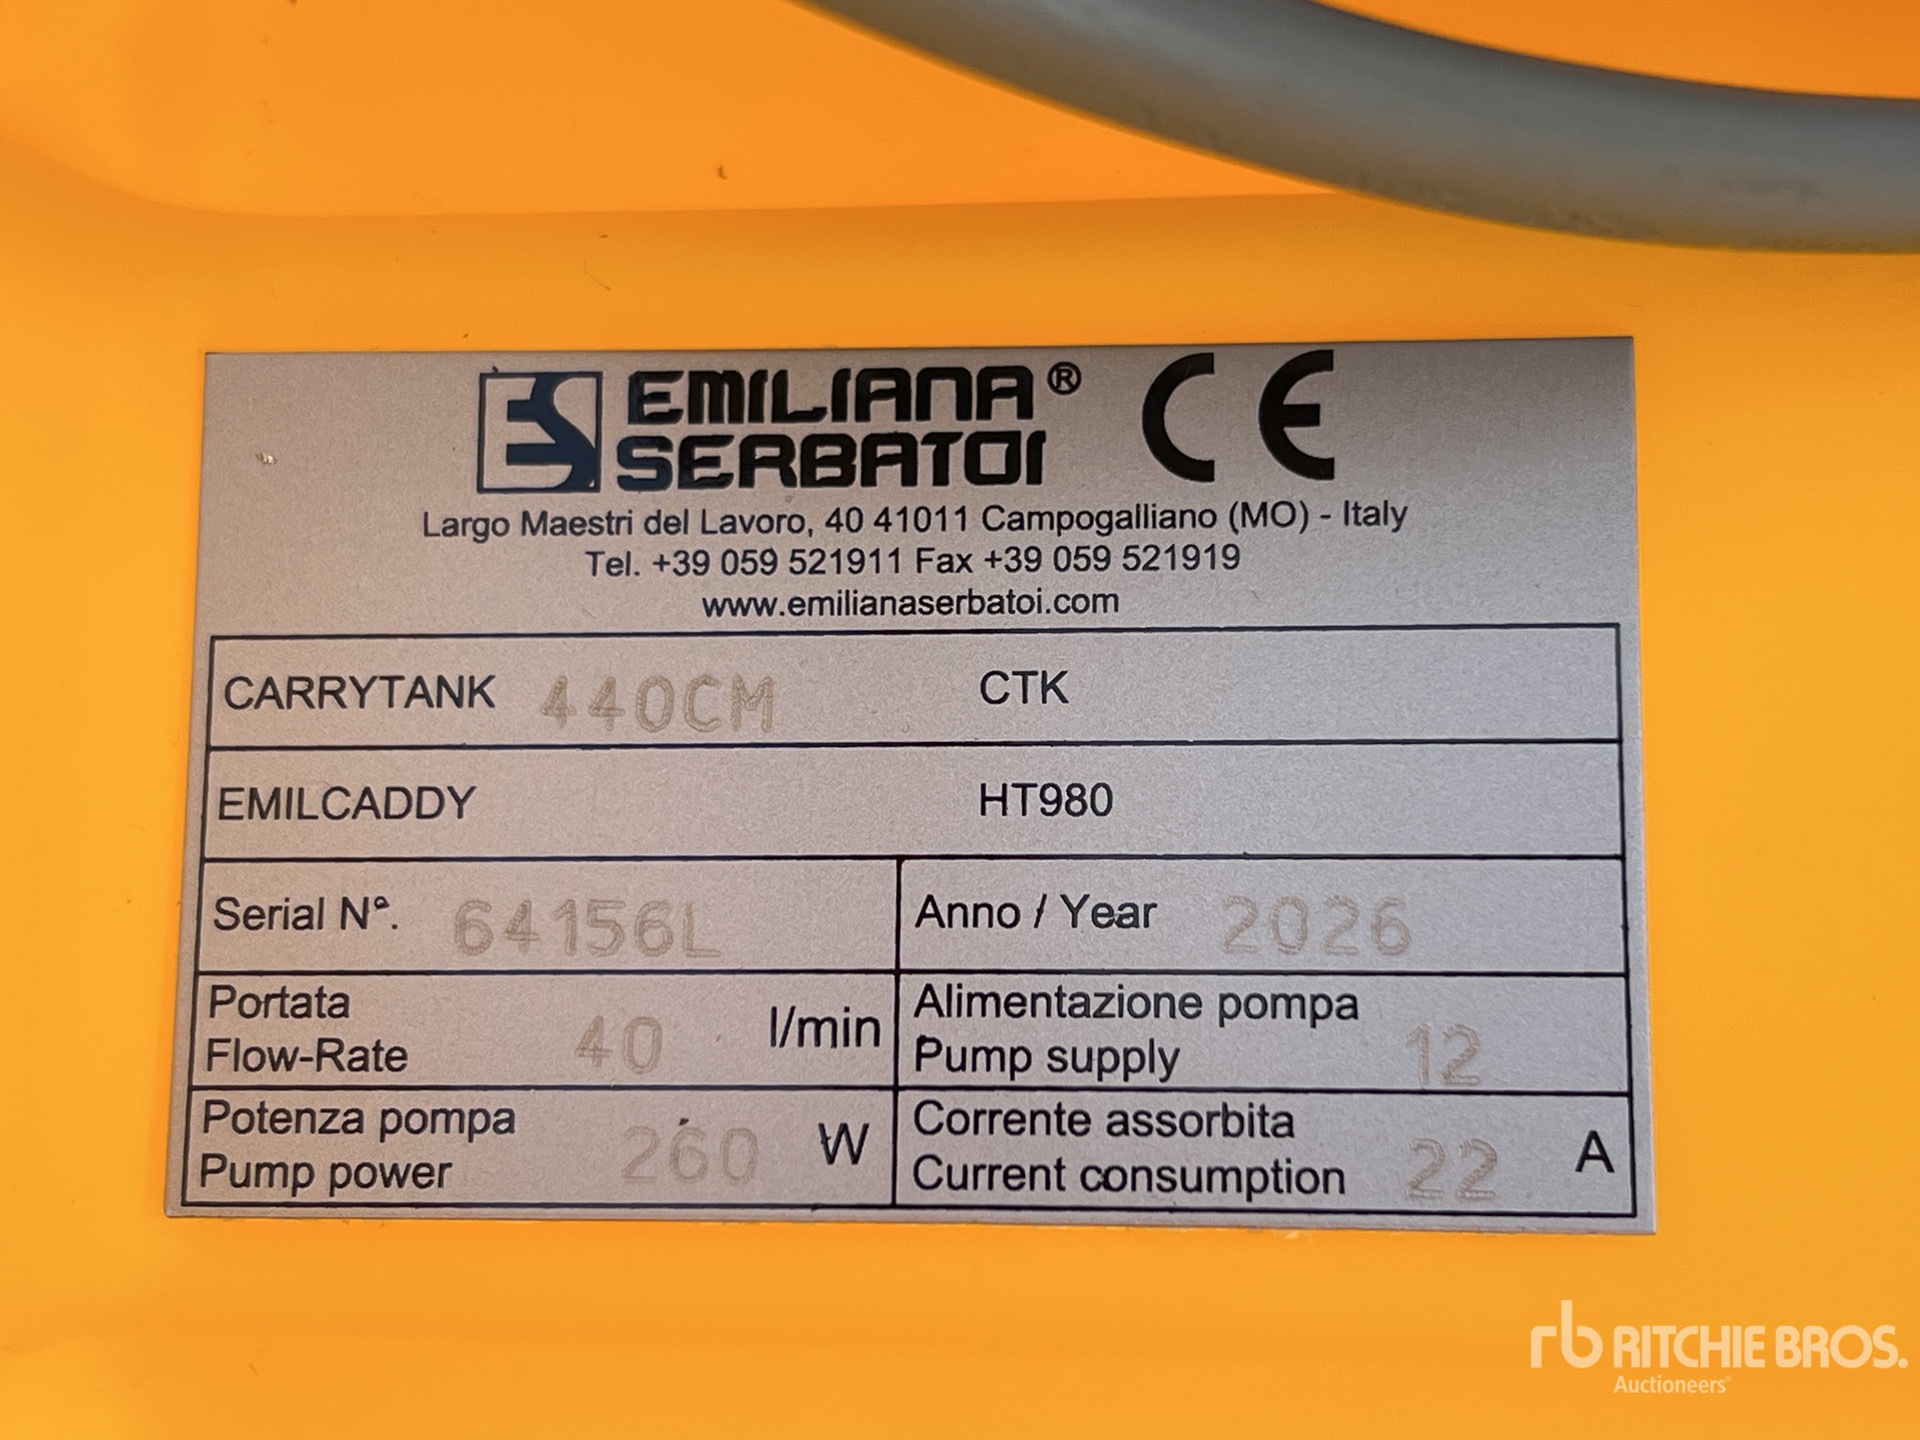 EMILIANA® CE
SERBATOI
Largo Maestri del Lavoro, 40 41011 Campogalliano (MO) - Italy
Tel. +39 059 521911 Fax +39 059 521919
www.emilianaserbatoi.com
CARRYTANK 440CM CTK
EMILCADDY HT980
Serial N°. 64156L Anno / Year 2026
Portata
Flow-Rate 40 l/min
Alimentazione pompa
Pump supply 12
Potenza pompa
Pump power 260 W
Corrente assorbita
Current consumption 22 A
rb RITCHIE BROS.
Auctioneers